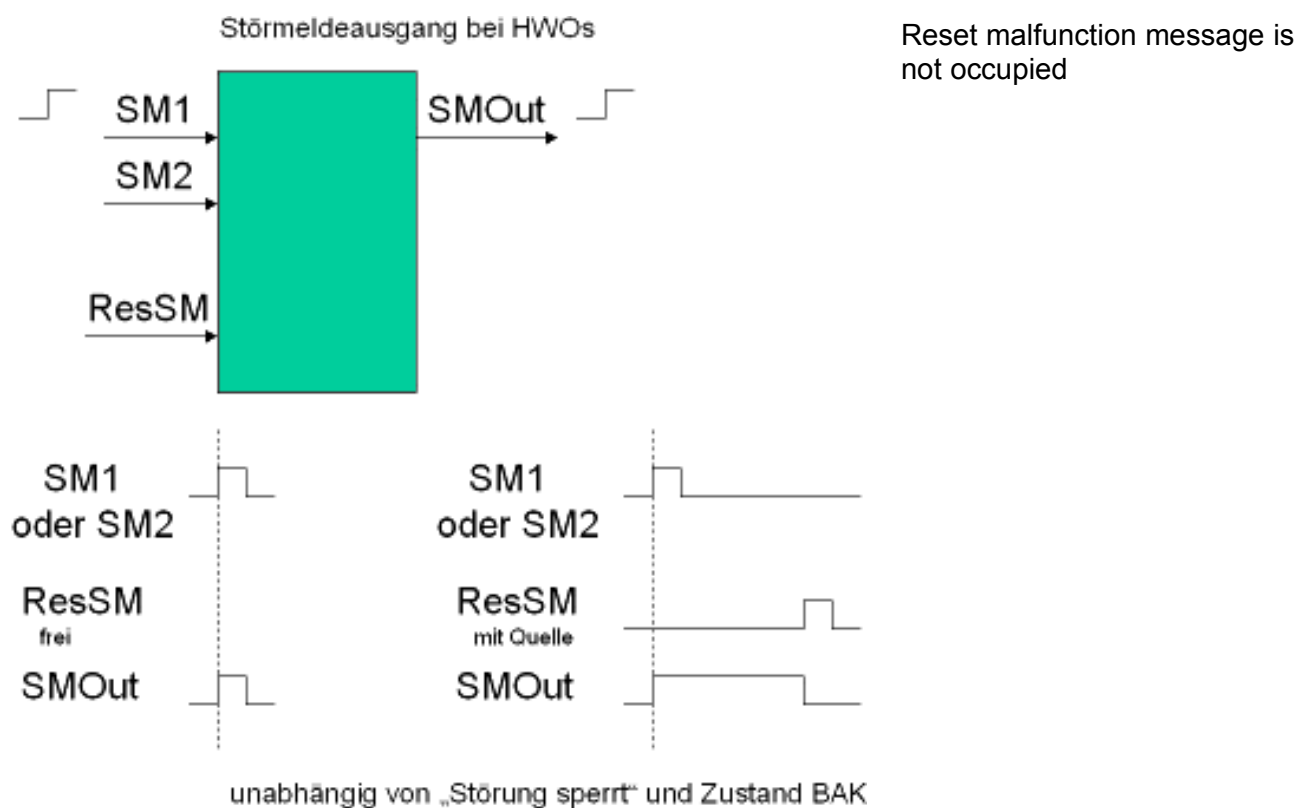 Störmeldeausgang bei HWOs
Reset malfunction message is
not occupied
SM1
SMOut
SM2
ResSM
SM1
oder SM2
ResSM
frei
SMOut
SM1
oder SM2
ResSM
mit Quelle
SMOut
unabhängig von „Störung sperrt“ und Zustand BAK